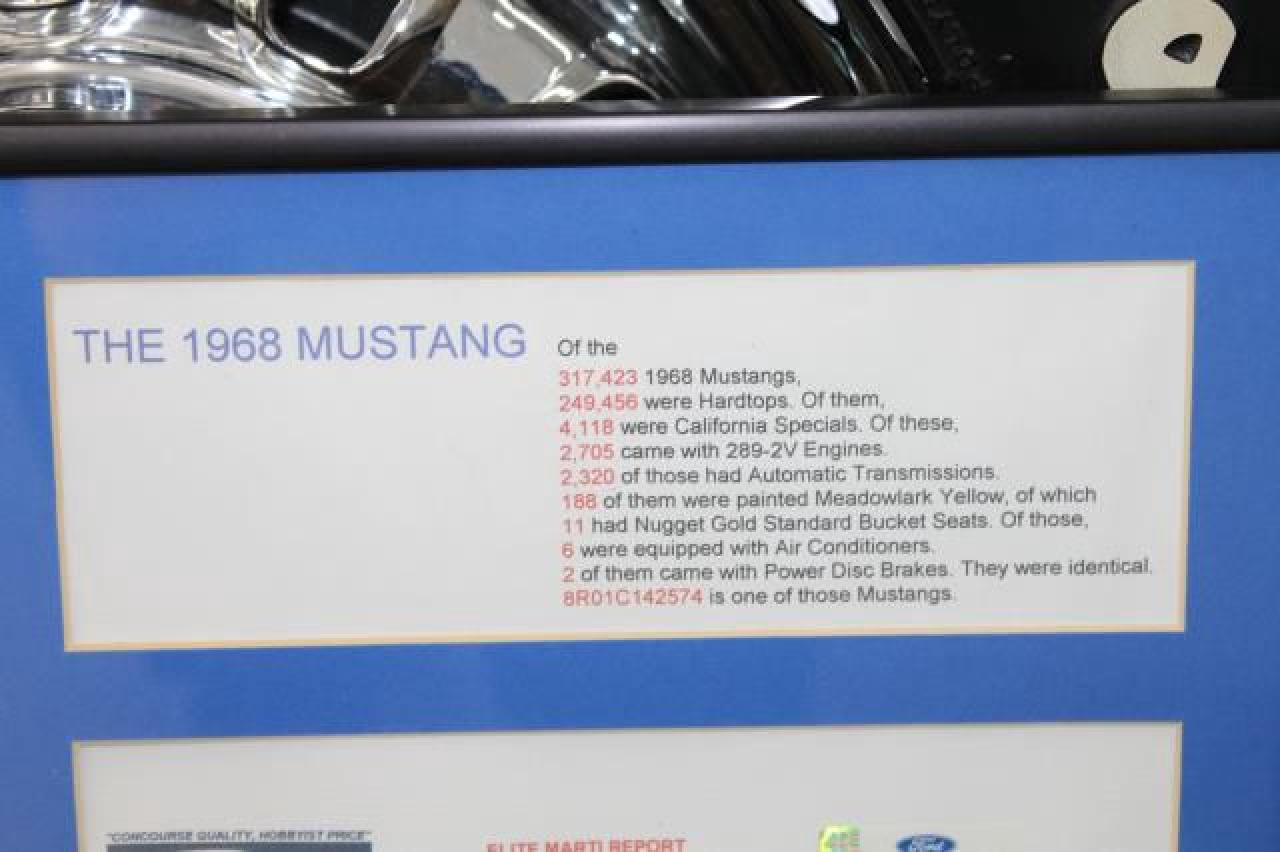 THE 1968 MUSTANG
Of the
317,423 1968 Mustangs,
249,456 were Hardtops. Of them,
4,118 were California Specials. Of these,
2,705 came with 289-2V Engines.
2,320 of those had Automatic Transmissions.
188 of them were painted Meadowlark Yellow, of which
11 had Nugget Gold Standard Bucket Seats. Of those,
6 were equipped with Air Conditioners.
2 of them came with Power Disc Brakes. They were identical.
8R01C142574 is one of those Mustangs.
"CONCOURSE QUALITY, HOBBYIST PRICE"
ELITE MARTI REPORT
Ford